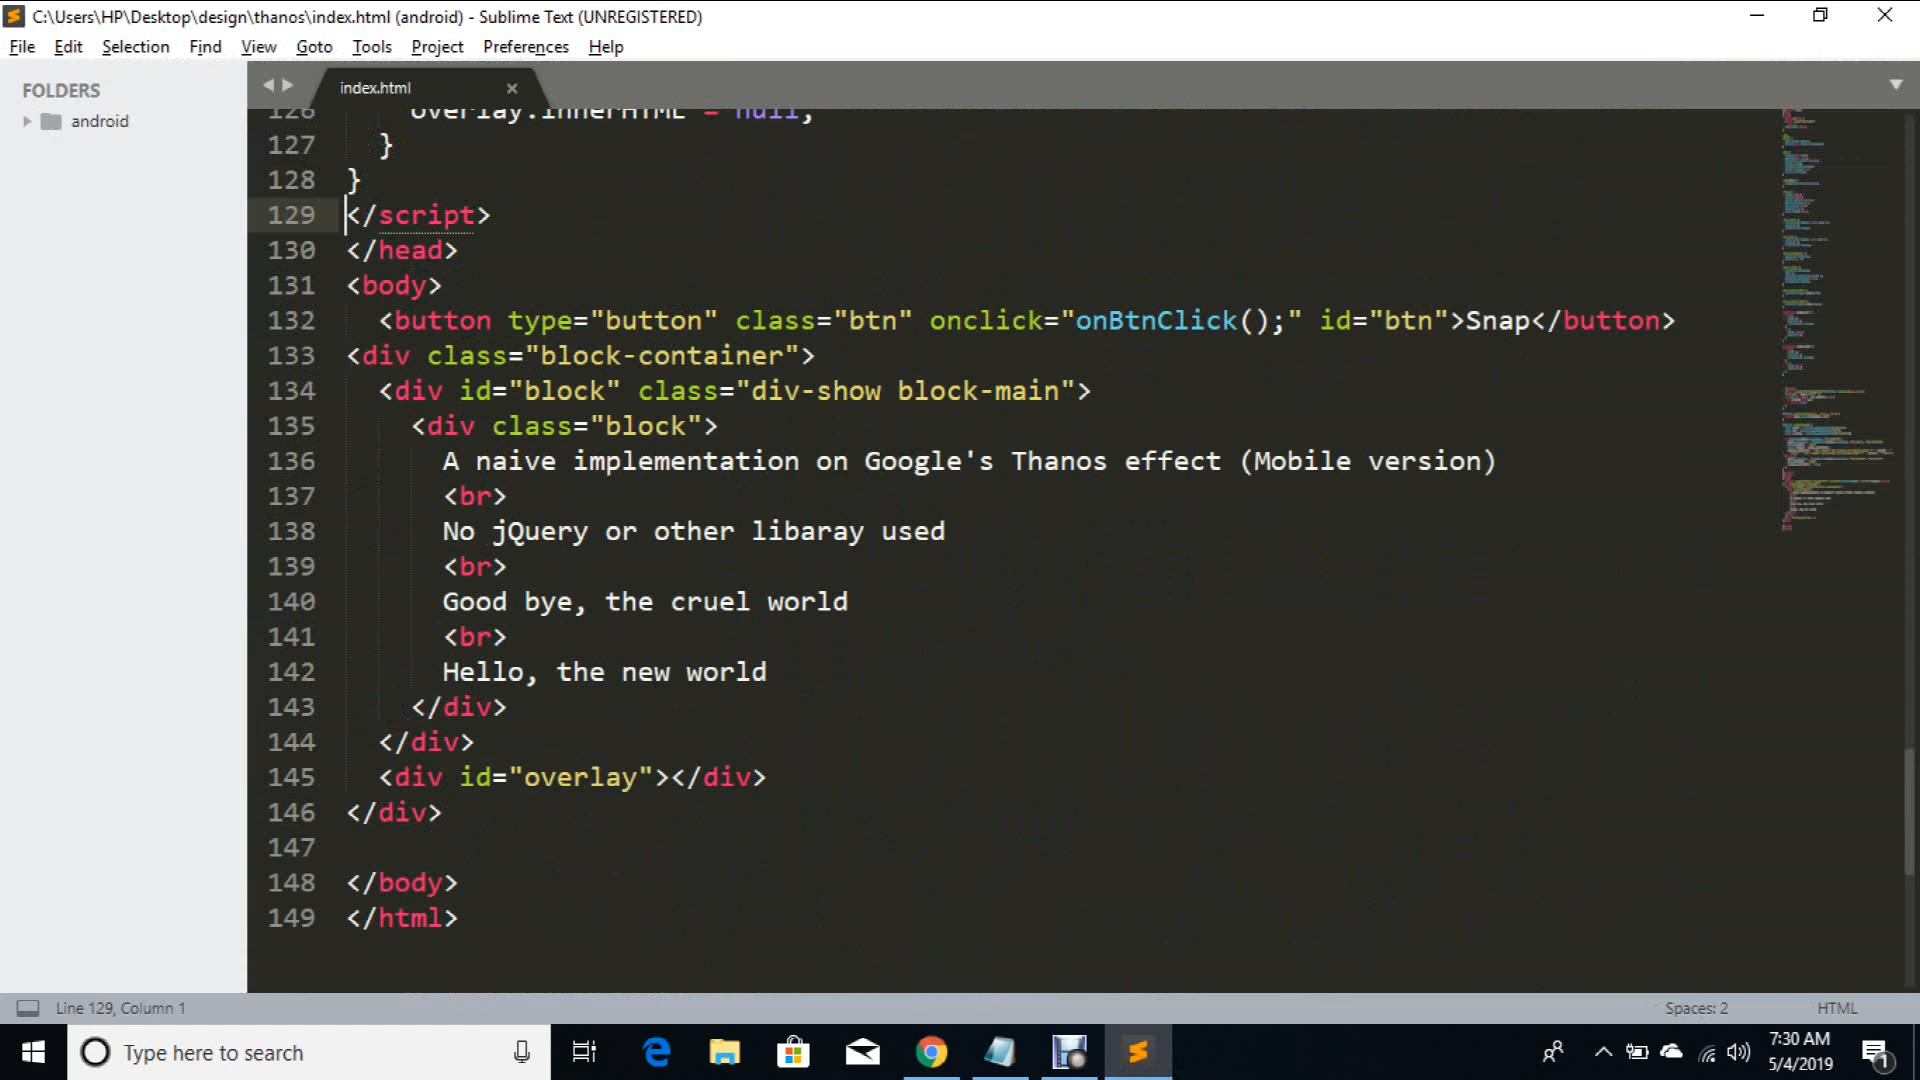 C:\Users\HP\Desktop\design\thanos\index.html (android) - Sublime Text (UNREGISTERED)
File Edit Selection Find View Goto Tools Project Preferences Help
FOLDERS
android
index.html
126 overlay.innerHTML = null;
127 }
128 }
129 </script>
130 </head>
131 <body>
132 <button type="button" class="btn" onclick="onBtnClick();" id="btn">Snap</button>
133 <div class="block-container">
134 <div id="block" class="div-show block-main">
135 <div class="block">
136 A naive implementation on Google's Thanos effect (Mobile version)
137 <br>
138 No jQuery or other libaray used
139 <br>
140 Good bye, the cruel world
141 <br>
142 Hello, the new world
143 </div>
144 </div>
145 <div id="overlay"></div>
146 </div>
147
148 </body>
149 </html>
Line 129, Column 1 Spaces: 2 HTML
Type here to search
7:30 AM
5/4/2019
1